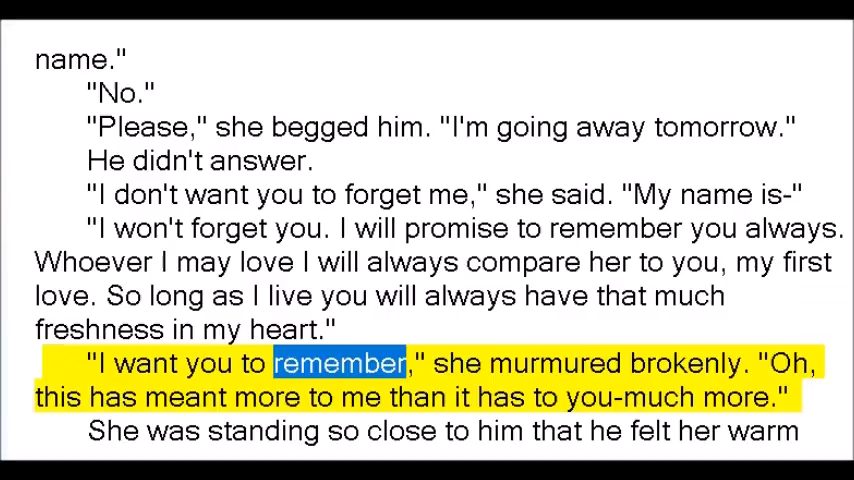 name."
"No."
"Please," she begged him. "I'm going away tomorrow."
He didn't answer.
"I don't want you to forget me," she said. "My name is-"
"I won't forget you. I will promise to remember you always.
Whoever I may love I will always compare her to you, my first
love. So long as I live you will always have that much
freshness in my heart."
"I want you to remember," she murmured brokenly. "Oh,
this has meant more to me than it has to you-much more."
She was standing so close to him that he felt her warm